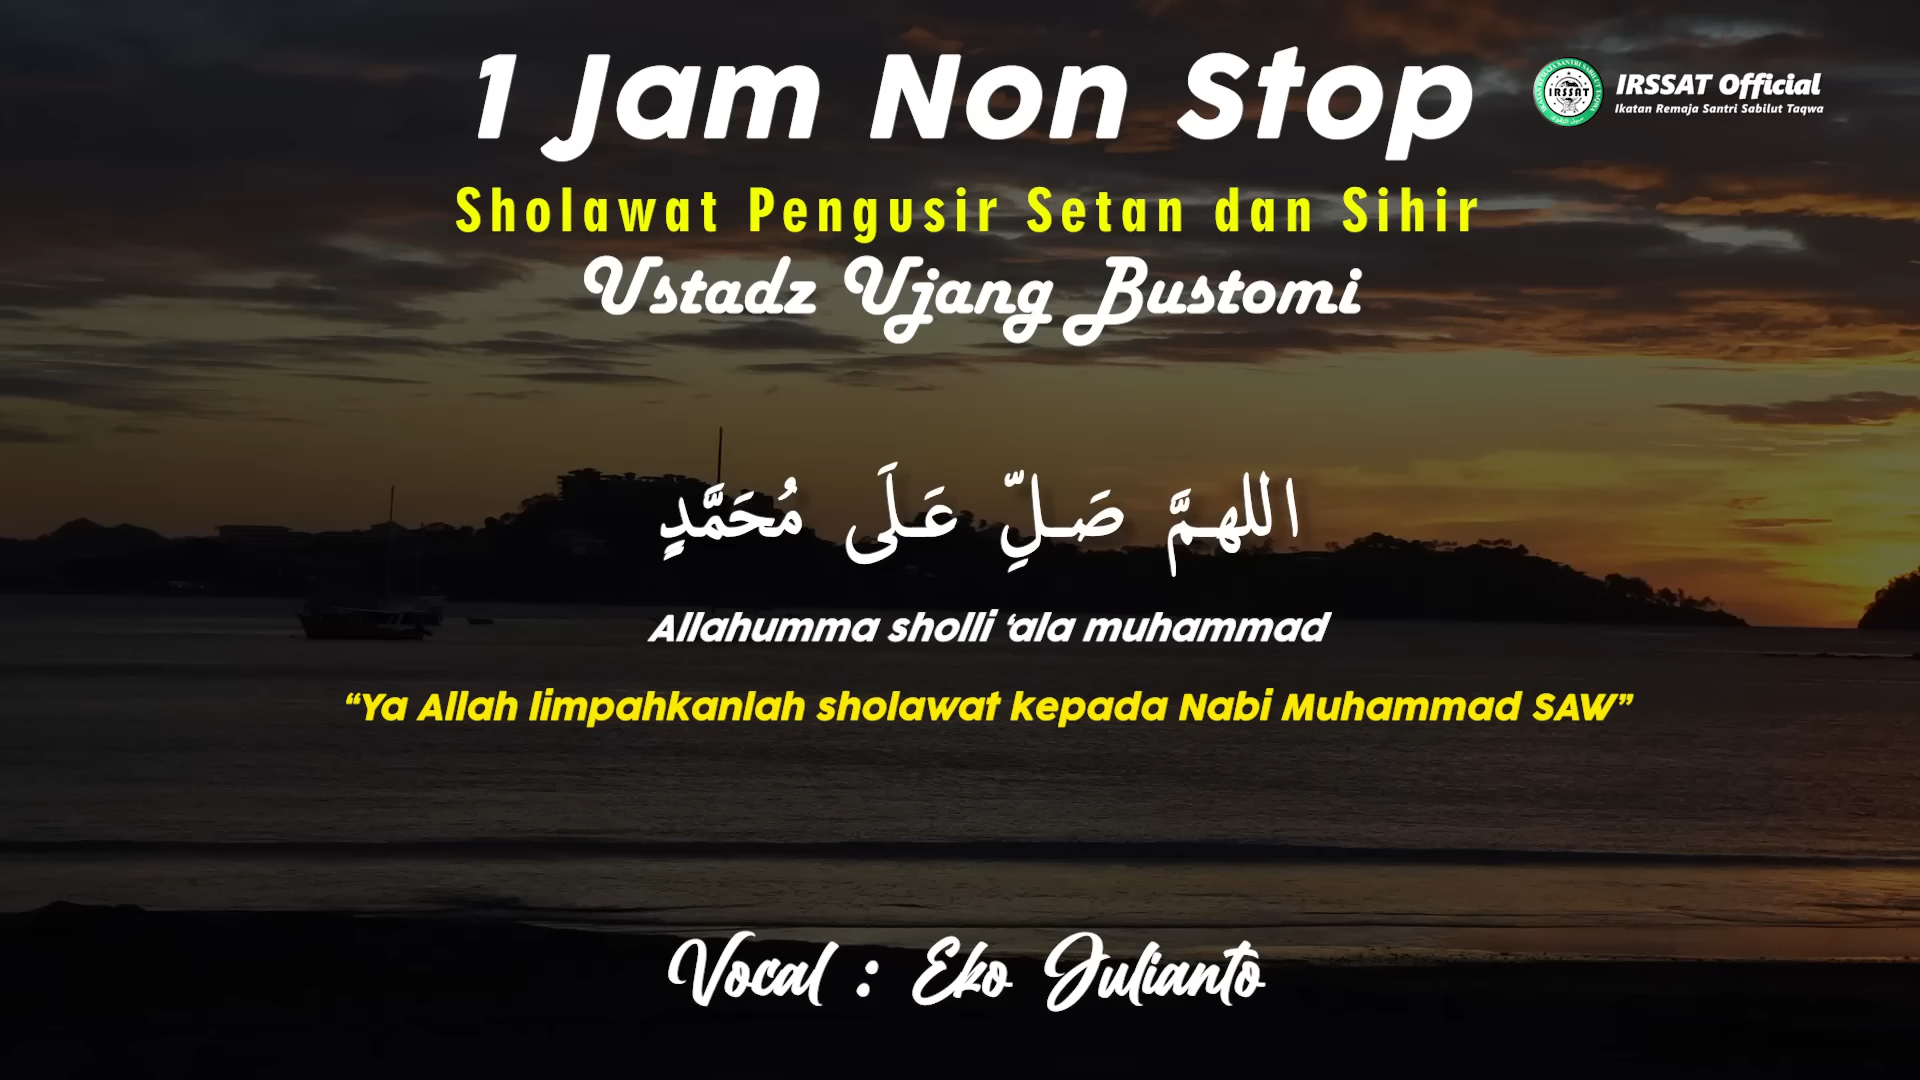 1 Jam Non Stop
IRSSAT Official
Ikatan Remaja Santri Sabilut Taqwa
IRSSAT
Sholawat Pengusir Setan dan Sihir
Ustadz Ujang Bustomi
اللهمَّ صَلِّ عَلَى مُحَمَّدٍ
Allahumma sholli ‘ala muhammad
“Ya Allah limpahkanlah sholawat kepada Nabi Muhammad SAW”
Vocal : Eko Julianto